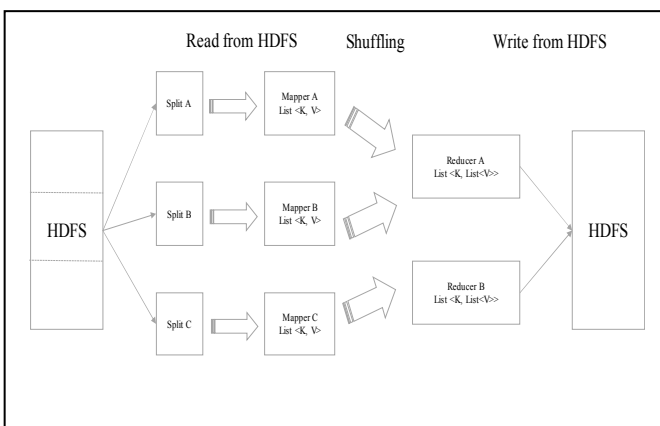 Read from HDFS
Shuffling
Write from HDFS
Split A
Mapper A
List <K, V>
Reducer A
List <K, List<V>>
HDFS
Split B
Mapper B
List <K, V>
HDFS
Reducer B
List <K, List<V>>
Split C
Mapper C
List <K, V>